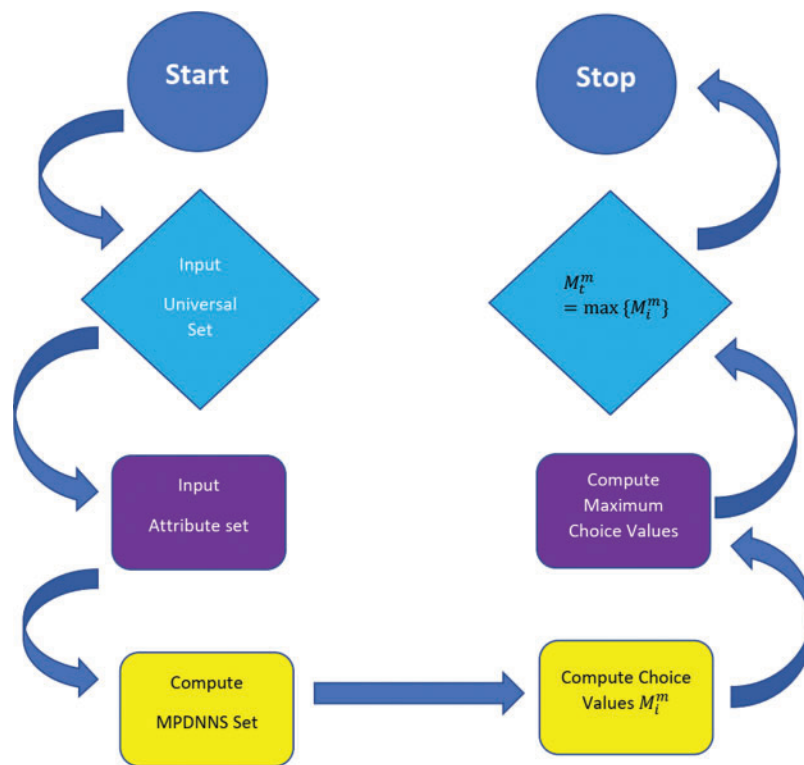 Start
Input
Universal
Set
Input
Attribute set
Compute
MPDNNS Set
Compute Choice
Values $M_i^m$
Compute
Maximum
Choice Values
$M_t^m$
$= \max \{M_i^m\}$
Stop